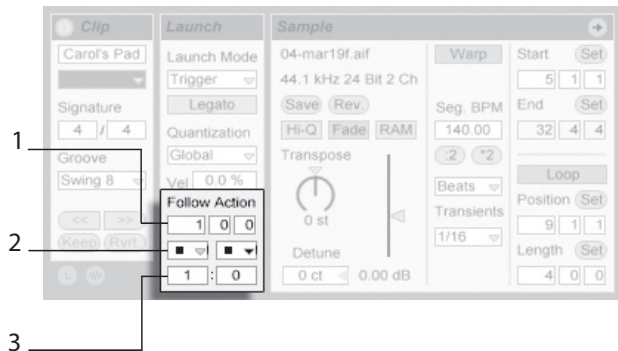 Clip
Carol's Pad
Signature
4 / 4
Groove
Swing 8
<< >>
Keep Rvrt.
L
Launch
Launch Mode
Trigger
Legato
Quantization
Global
Vel 0.0 %
Follow Action
1 0 0
1 : 0
Sample
04-mar19f.aif
44.1 kHz 24 Bit 2 Ch
Save Rev.
Hi-Q Fade RAM
Transpose
0 st
Detune
0 ct 0.00 dB
Warp
Seg. BPM
140.00
:2 *2
Beats
Transients
1/16
Start Set
5 1 1
End Set
32 4 4
Loop
Position Set
9 1 1
Length Set
4 0 0
1
2
3